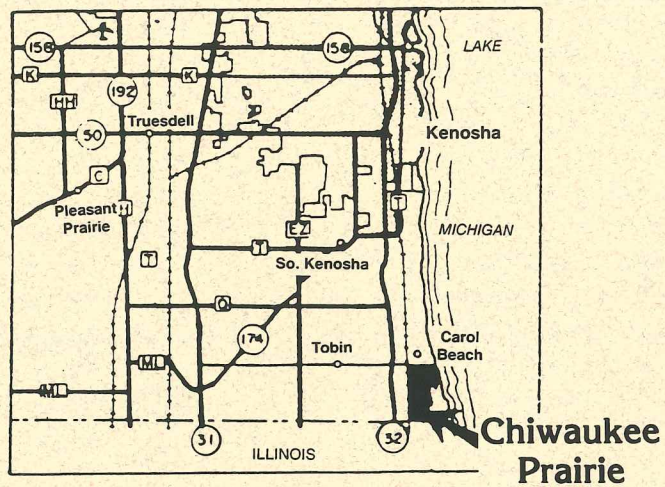 158
158
LAKE
K
K
HH
192
50
Truesdell
Kenosha
C
Pleasant
Prairie
H
T
MICHIGAN
EZ
T
T
So. Kenosha
Q
174
Tobin
Carol
Beach
ML
ML
31
32
ILLINOIS
Chiwaukee
Prairie